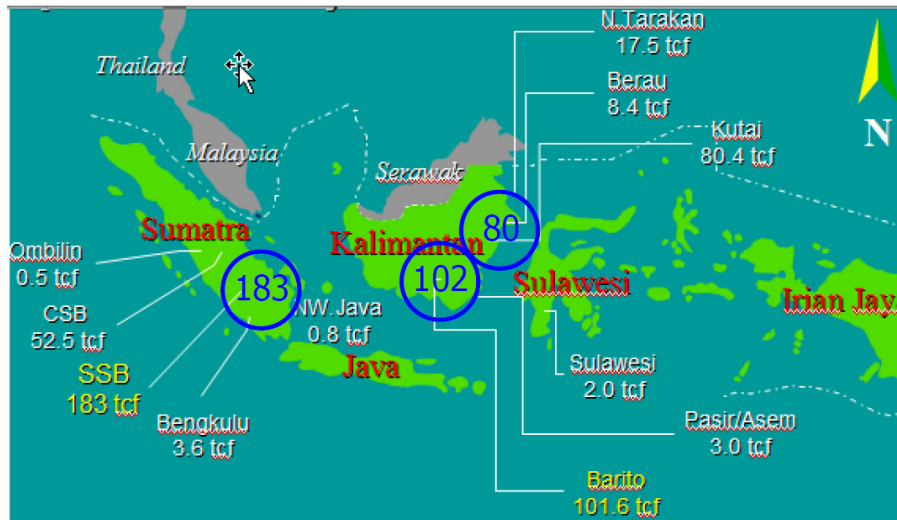 N.Tarakan
17.5 tcf
Berau
8.4 tcf
Kutai
80.4 tcf
N
Thailand
Malaysia
Serawak
Sumatra
Kalimantan
80
102
183
Sulawesi
Irian Jay
Ombilin
0.5 tcf
CSB
52.5 tcf
SSB
183 tcf
Bengkulu
3.6 tcf
NW.Java
0.8 tcf
Java
Sulawesi
2.0 tcf
Pasir/Asem
3.0 tcf
Barito
101.6 tcf